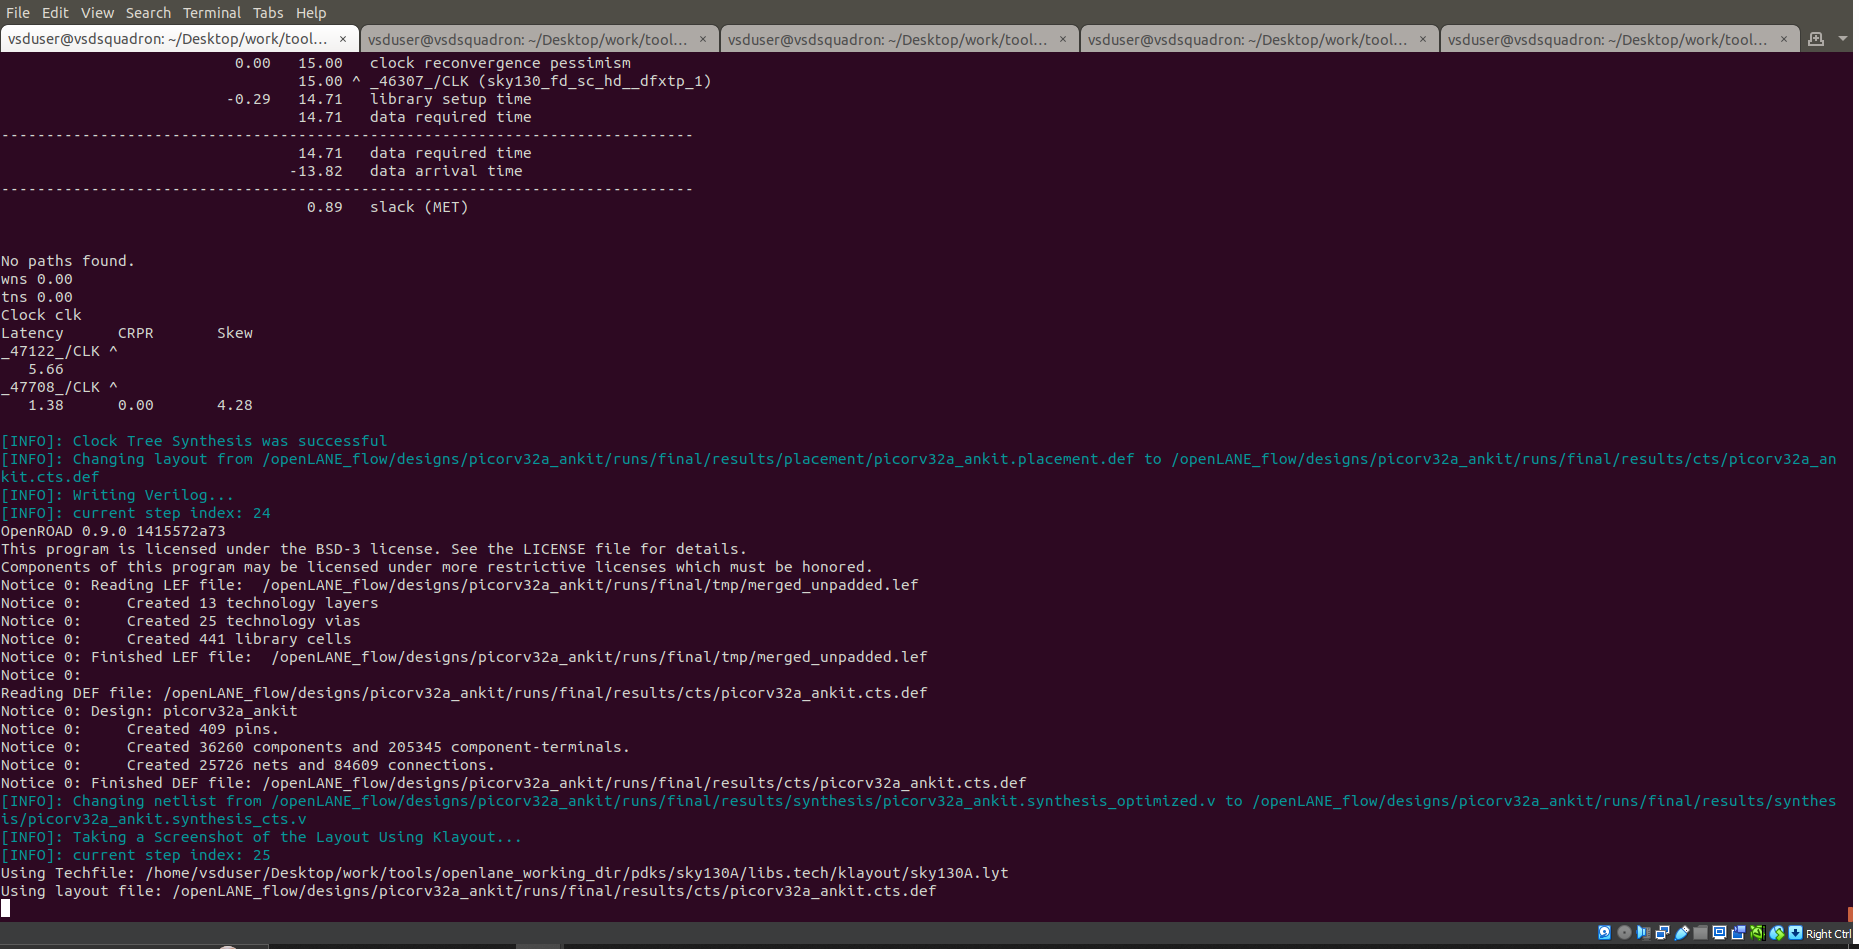 File Edit View Search Terminal Tabs Help
vsduser@vsdsquadron: ~/Desktop/work/tool... × vsduser@vsdsquadron: ~/Desktop/work/tool... × vsduser@vsdsquadron: ~/Desktop/work/tool... × vsduser@vsdsquadron: ~/Desktop/work/tool... × vsduser@vsdsquadron: ~/Desktop/work/tool... ×
0.00 15.00 clock reconvergence pessimism
15.00 ^ _46307_/CLK (sky130_fd_sc_hd__dfxtp_1)
-0.29 14.71 library setup time
14.71 data required time
-----------------------------------------------------------------------------
14.71 data required time
-13.82 data arrival time
-----------------------------------------------------------------------------
0.89 slack (MET)
No paths found.
wns 0.00
tns 0.00
Clock clk
Latency CRPR Skew
_47122_/CLK ^
5.66
_47708_/CLK ^
1.38 0.00 4.28
[INFO]: Clock Tree Synthesis was successful
[INFO]: Changing layout from /openLANE_flow/designs/picorv32a_ankit/runs/final/results/placement/picorv32a_ankit.placement.def to /openLANE_flow/designs/picorv32a_ankit/runs/final/results/cts/picorv32a_an
kit.cts.def
[INFO]: Writing Verilog...
[INFO]: current step index: 24
OpenROAD 0.9.0 1415572a73
This program is licensed under the BSD-3 license. See the LICENSE file for details.
Components of this program may be licensed under more restrictive licenses which must be honored.
Notice 0: Reading LEF file: /openLANE_flow/designs/picorv32a_ankit/runs/final/tmp/merged_unpadded.lef
Notice 0: Created 13 technology layers
Notice 0: Created 25 technology vias
Notice 0: Created 441 library cells
Notice 0: Finished LEF file: /openLANE_flow/designs/picorv32a_ankit/runs/final/tmp/merged_unpadded.lef
Notice 0:
Reading DEF file: /openLANE_flow/designs/picorv32a_ankit/runs/final/results/cts/picorv32a_ankit.cts.def
Notice 0: Design: picorv32a_ankit
Notice 0: Created 409 pins.
Notice 0: Created 36260 components and 205345 component-terminals.
Notice 0: Created 25726 nets and 84609 connections.
Notice 0: Finished DEF file: /openLANE_flow/designs/picorv32a_ankit/runs/final/results/cts/picorv32a_ankit.cts.def
[INFO]: Changing netlist from /openLANE_flow/designs/picorv32a_ankit/runs/final/results/synthesis/picorv32a_ankit.synthesis_optimized.v to /openLANE_flow/designs/picorv32a_ankit/runs/final/results/synthes
is/picorv32a_ankit.synthesis_cts.v
[INFO]: Taking a Screenshot of the Layout Using Klayout...
[INFO]: current step index: 25
Using Techfile: /home/vsduser/Desktop/work/tools/openlane_working_dir/pdks/sky130A/libs.tech/klayout/sky130A.lyt
Using layout file: /openLANE_flow/designs/picorv32a_ankit/runs/final/results/cts/picorv32a_ankit.cts.def
Right Ctrl